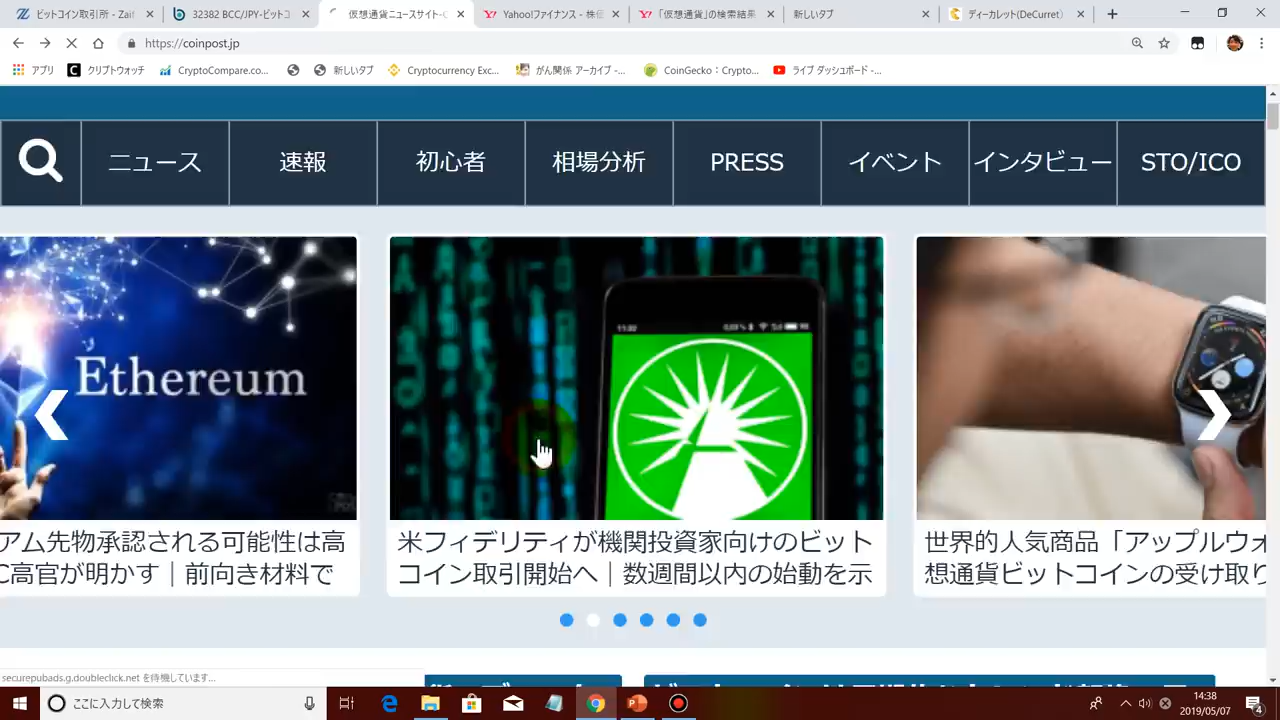 ビットコイン取引所 - Zaif
32382 BCC/JPY-ビットコ
仮想通貨ニュースサイト-C
Yahoo!ファイナンス - 株価
「仮想通貨」の検索結果
新しいタブ
ディーカレット(DeCurret)
https://coinpost.jp
アプリ
クリプトウォッチ
CryptoCompare.co...
新しいタブ
Cryptocurrency Exc...
がん関係 アーカイブ -...
CoinGecko：Crypto...
ライブ ダッシュボード -...
ニュース
速報
初心者
相場分析
PRESS
イベント
インタビュー
STO/ICO
Ethereum
11:02
アム先物承認される可能性は高
C高官が明かす｜前向き材料で
米フィデリティが機関投資家向けのビット
コイン取引開始へ｜数週間以内の始動を示
世界的人気商品「アップルウォ
想通貨ビットコインの受け取り
securepubads.g.doubleclick.net を待機しています...
ここに入力して検索
14:38
2019/05/07
4